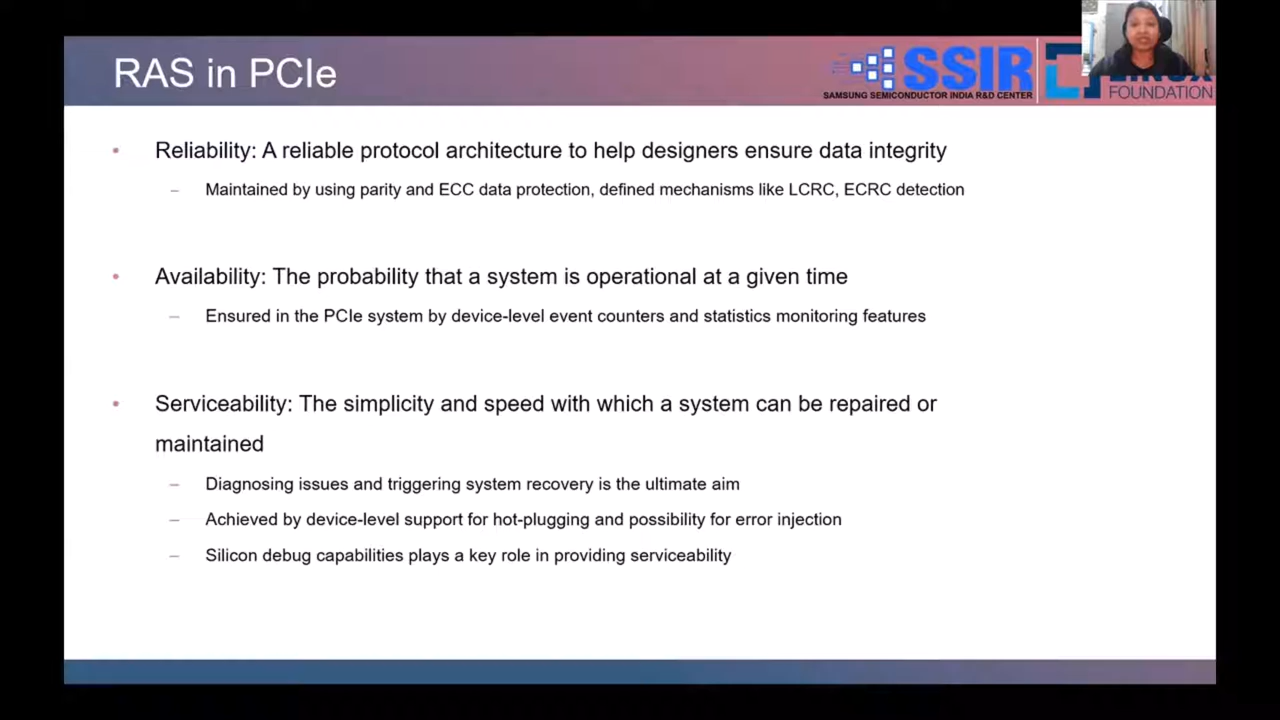 RAS in PCIe
SSIR
SAMSUNG SEMICONDUCTOR INDIA R&D CENTER
FOUNDATION
• Reliability: A reliable protocol architecture to help designers ensure data integrity
– Maintained by using parity and ECC data protection, defined mechanisms like LCRC, ECRC detection
• Availability: The probability that a system is operational at a given time
– Ensured in the PCIe system by device-level event counters and statistics monitoring features
• Serviceability: The simplicity and speed with which a system can be repaired or
maintained
– Diagnosing issues and triggering system recovery is the ultimate aim
– Achieved by device-level support for hot-plugging and possibility for error injection
– Silicon debug capabilities plays a key role in providing serviceability